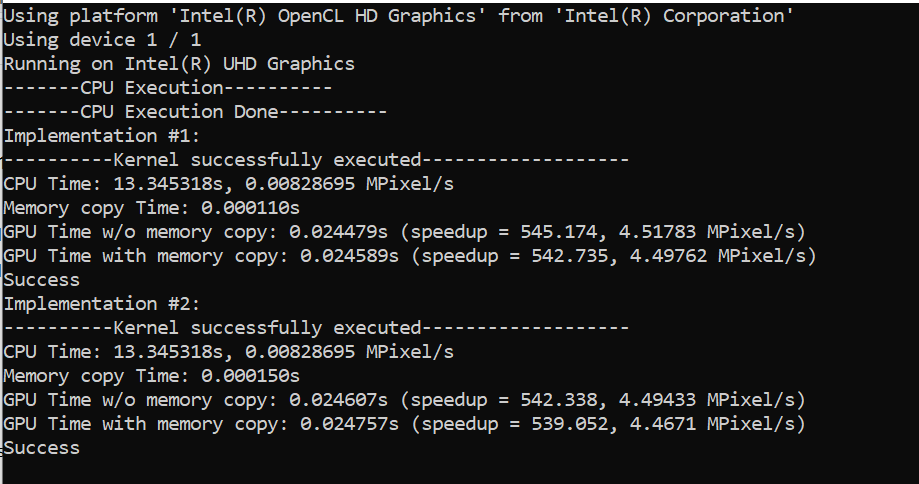 Using platform 'Intel(R) OpenCL HD Graphics' from 'Intel(R) Corporation'
Using device 1 / 1
Running on Intel(R) UHD Graphics
-------CPU Execution----------
-------CPU Execution Done----------
Implementation #1:
----------Kernel successfully executed-------------------
CPU Time: 13.345318s, 0.00828695 MPixel/s
Memory copy Time: 0.000110s
GPU Time w/o memory copy: 0.024479s (speedup = 545.174, 4.51783 MPixel/s)
GPU Time with memory copy: 0.024589s (speedup = 542.735, 4.49762 MPixel/s)
Success
Implementation #2:
----------Kernel successfully executed-------------------
CPU Time: 13.345318s, 0.00828695 MPixel/s
Memory copy Time: 0.000150s
GPU Time w/o memory copy: 0.024607s (speedup = 542.338, 4.49433 MPixel/s)
GPU Time with memory copy: 0.024757s (speedup = 539.052, 4.4671 MPixel/s)
Success